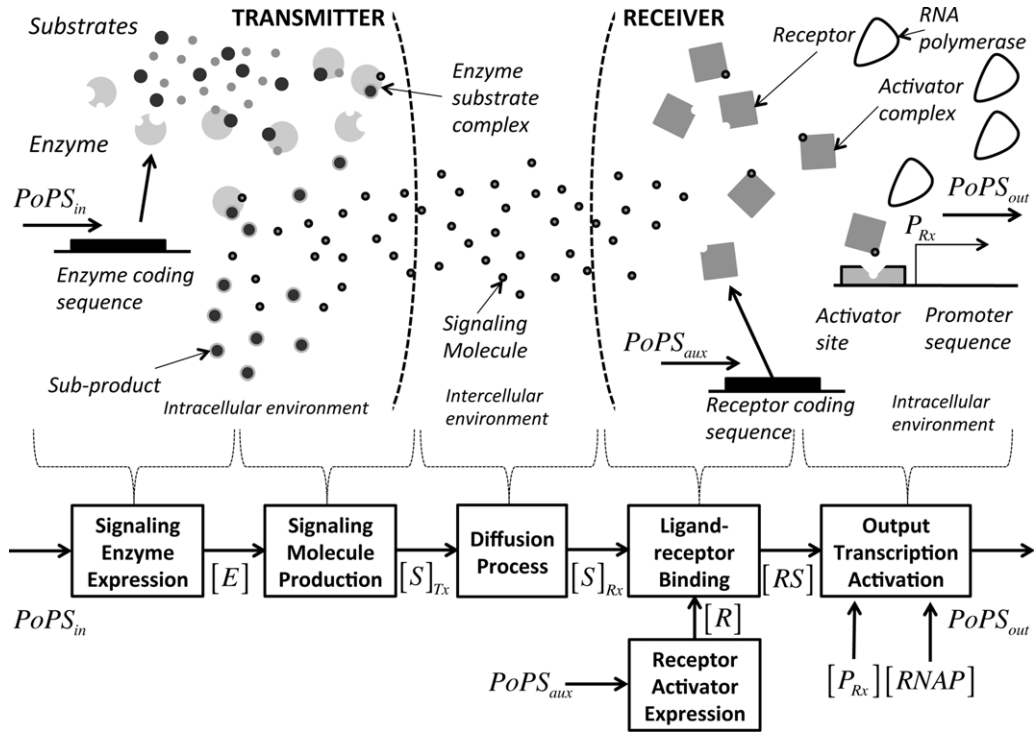 TRANSMITTER
RECEIVER
Substrates
Enzyme
substrate
complex
Receptor
RNA
polymerase
Activator
complex
Enzyme
PoPS_in
PoPS_out
P_Rx
Enzyme coding
sequence
Signaling
Molecule
PoPS_aux
Activator
site
Promoter
sequence
Sub-product
Intracellular environment
Intercellular
environment
Receptor coding
sequence
Intracellular
environment
Signaling
Enzyme
Expression
Signaling
Molecule
Production
Diffusion
Process
Ligand-
receptor
Binding
Output
Transcription
Activation
[E]
[S]_Tx
[S]_Rx
[RS]
PoPS_in
[R]
PoPS_out
PoPS_aux
Receptor
Activator
Expression
[P_Rx] [RNAP]